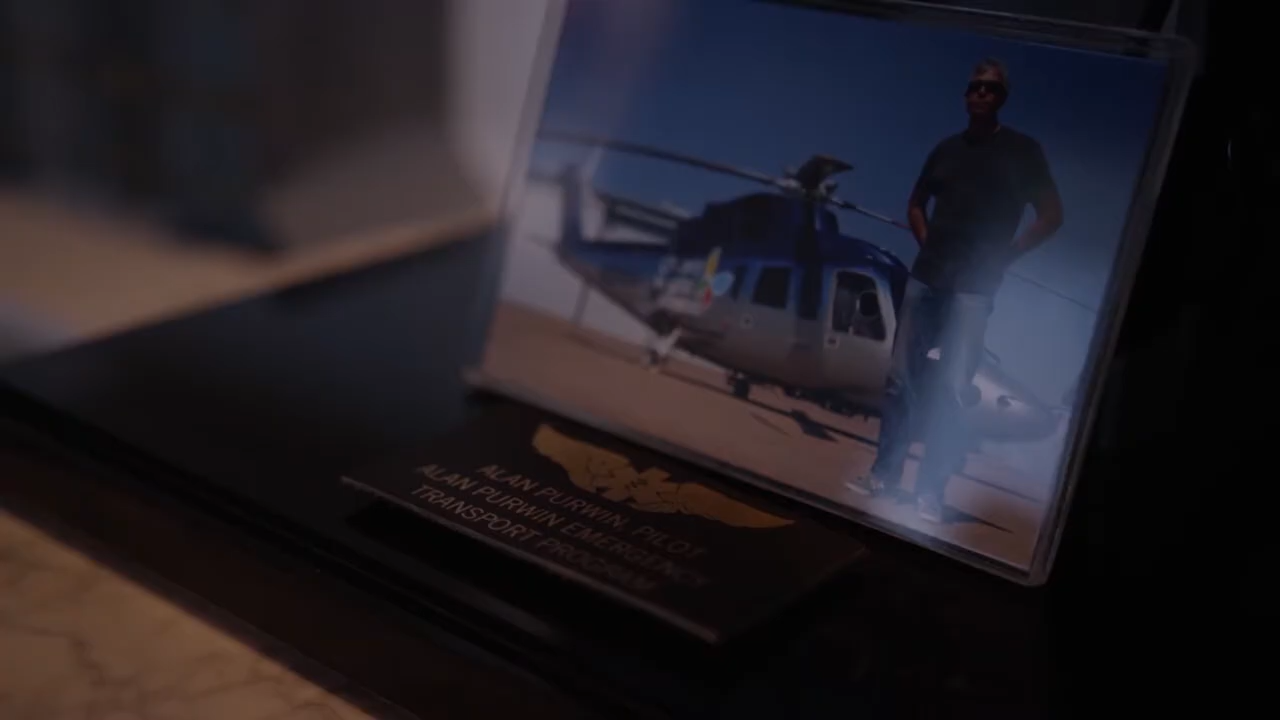 ALAN PURWIN, PILOT
ALAN PURWIN EMERGENCY
TRANSPORT PROGRAM